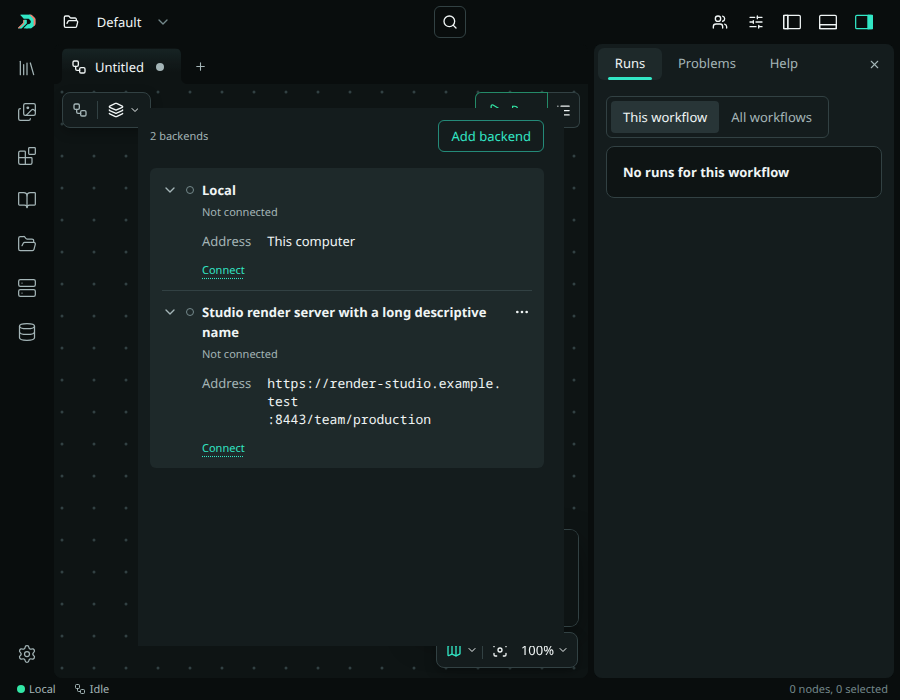 Default
Untitled
Runs
Problems
Help
This workflow
All workflows
No runs for this workflow
2 backends
Add backend
Local
Not connected
Address
This computer
Connect
Studio render server with a long descriptive
name
Not connected
Address
https://render-studio.example.
test
:8443/team/production
Connect
100%
Local
Idle
0 nodes, 0 selected